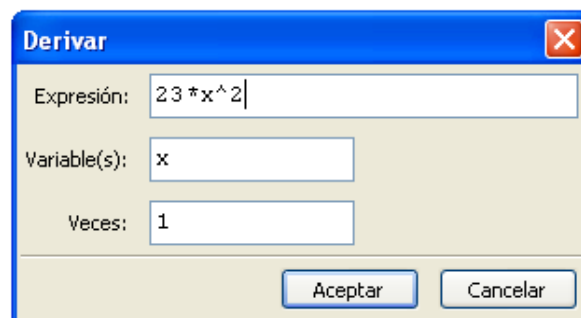 Derivar
Expresión: 23*x^2
Variable(s): x
Veces: 1
Aceptar Cancelar